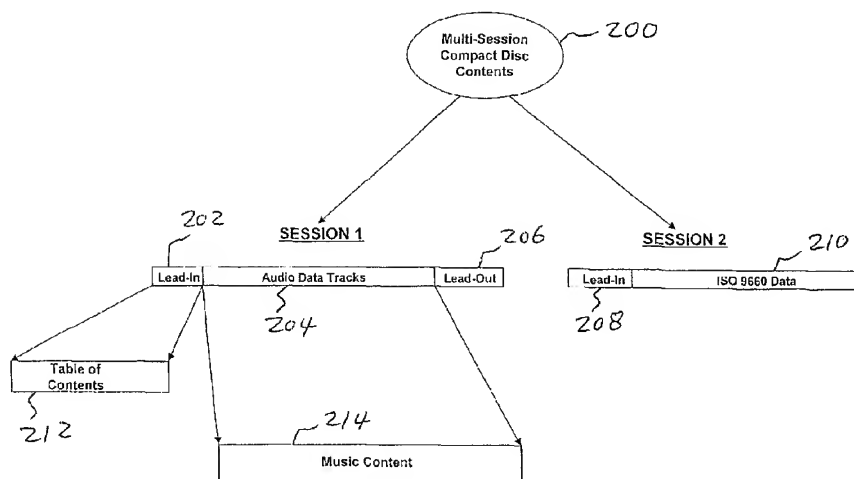 Multi-Session
Compact Disc
Contents
200
202
SESSION 1
206
SESSION 2
210
Lead-In
Audio Data Tracks
Lead-Out
Lead-In
ISO 9660 Data
204
208
Table of
Contents
212
214
Music Content